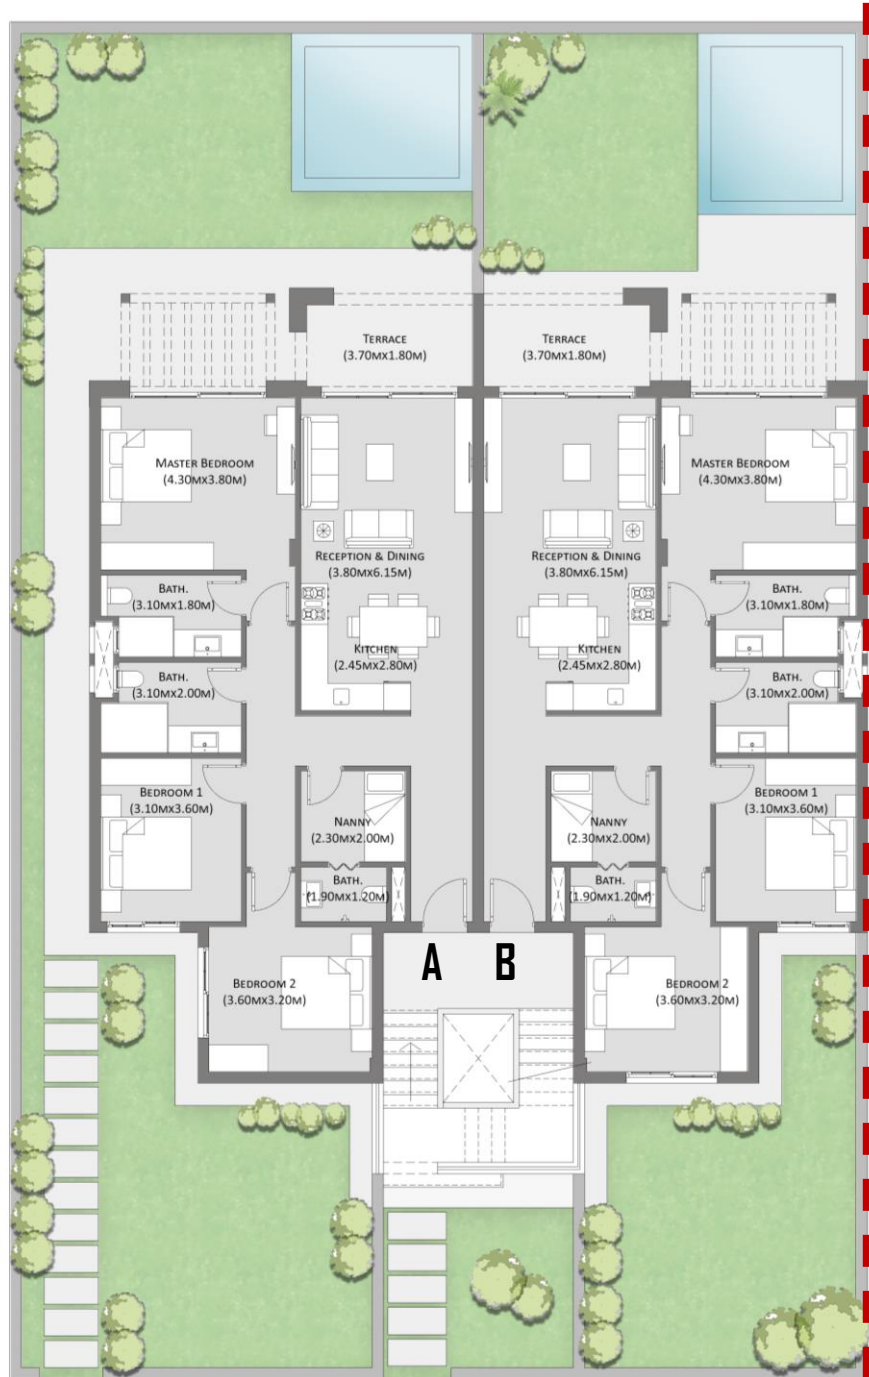 Terrace
(3.70mx1.80m)
Terrace
(3.70mx1.80m)
Master Bedroom
(4.30mx3.80m)
Master Bedroom
(4.30mx3.80m)
Reception & Dining
(3.80mx6.15m)
Reception & Dining
(3.80mx6.15m)
Bath.
(3.10mx1.80m)
Bath.
(3.10mx1.80m)
Kitchen
(2.45mx2.80m)
Kitchen
(2.45mx2.80m)
Bath.
(3.10mx2.00m)
Bath.
(3.10mx2.00m)
Bedroom 1
(3.10mx3.60m)
Bedroom 1
(3.10mx3.60m)
Nanny
(2.30mx2.00m)
Nanny
(2.30mx2.00m)
Bath.
(1.90mx1.20m)
Bath.
(1.90mx1.20m)
A
B
Bedroom 2
(3.60mx3.20m)
Bedroom 2
(3.60mx3.20m)